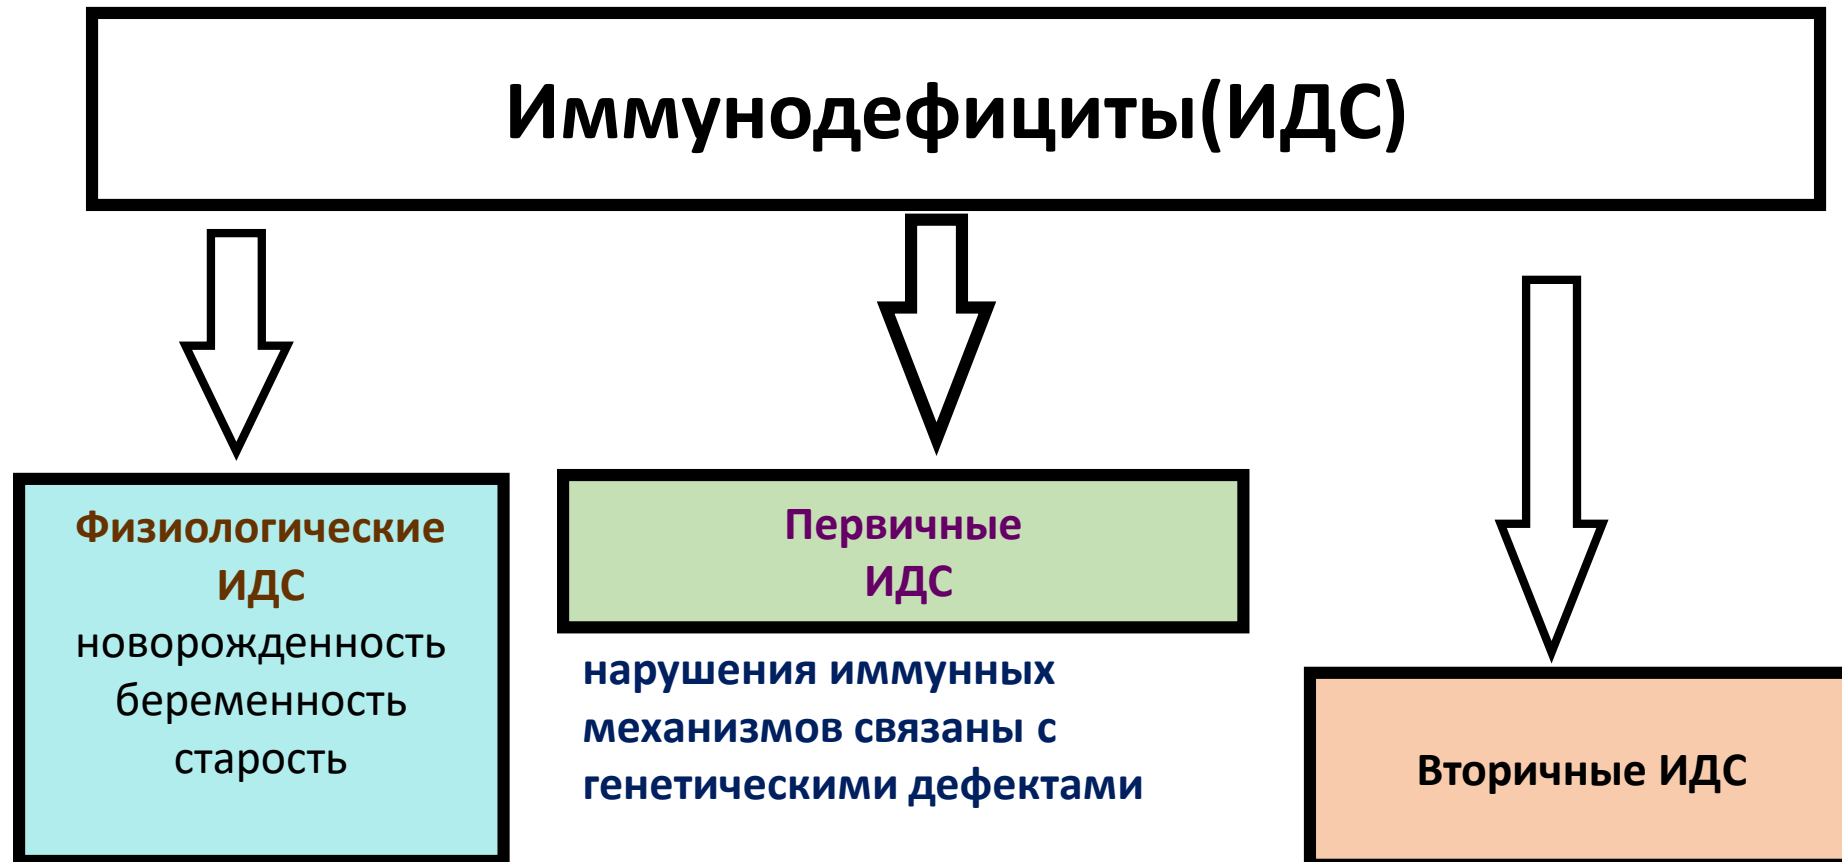 Иммунодефициты(ИДС)
Физиологические
ИДС
новорожденность
беременность
старость
Первичные
ИДС
нарушения иммунных
механизмов связаны с
генетическими дефектами
Вторичные ИДС